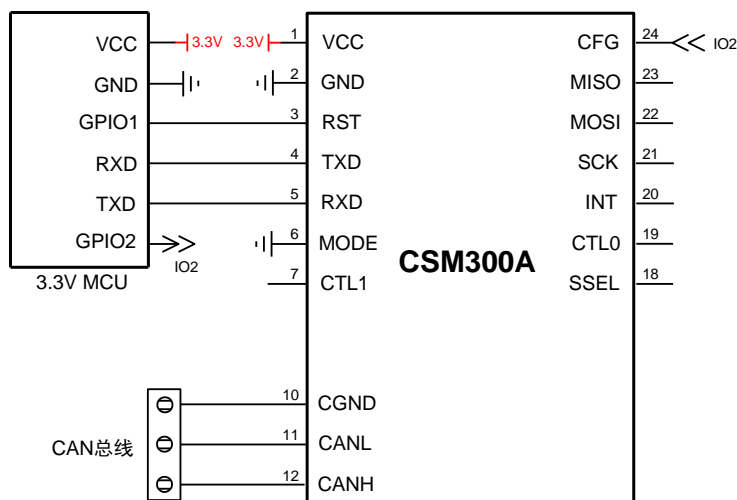 VCC 3.3V 3.3V 1 VCC CFG 24 IO2
GND 2 GND MISO 23
GPIO1 3 RST MOSI 22
RXD 4 TXD SCK 21
TXD 5 RXD INT 20
GPIO2 IO2 6 MODE CTL0 19
CSM300A
3.3V MCU 7 CTL1 SSEL 18
10 CGND
CAN总线 11 CANL
12 CANH